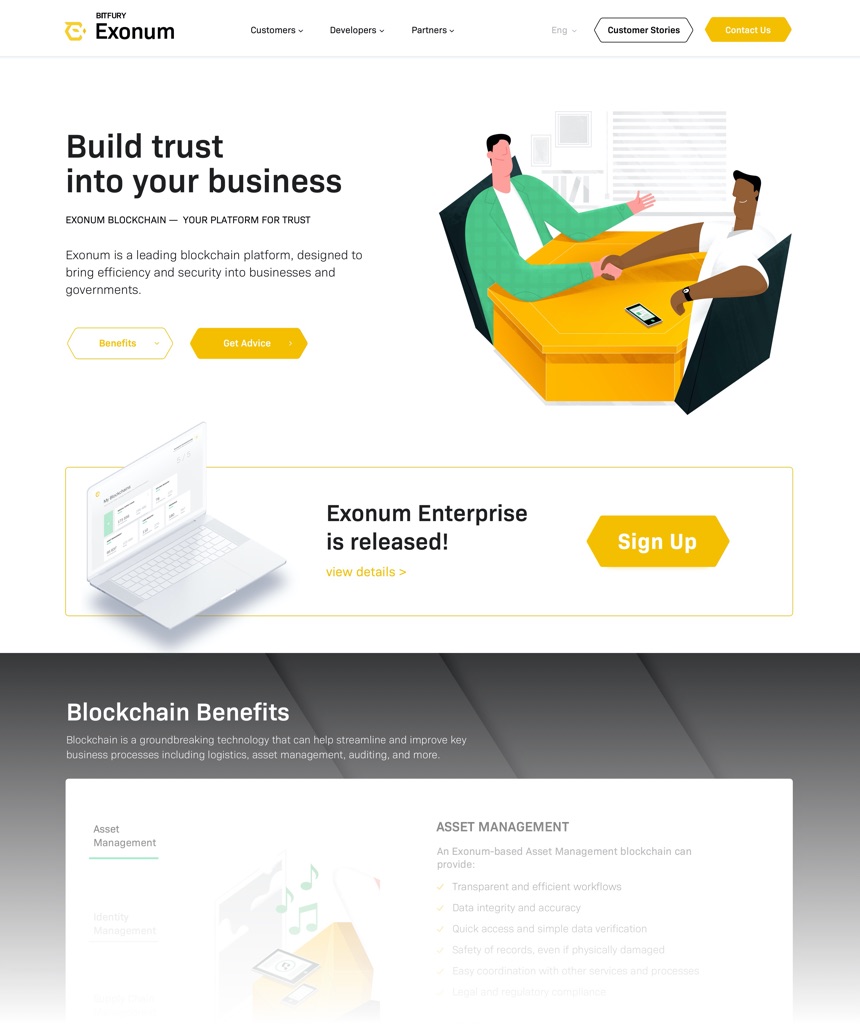 BITFURY
Exonum
Customers
Developers
Partners
Eng
Customer Stories
Contact Us
Build trust
into your business
EXONUM BLOCKCHAIN — YOUR PLATFORM FOR TRUST
Exonum is a leading blockchain platform, designed to
bring efficiency and security into businesses and
governments.
Benefits
Get Advice
My Blockchains
Exonum Enterprise
is released!
view details >
Sign Up
Blockchain Benefits
Blockchain is a groundbreaking technology that can help streamline and improve key
business processes including logistics, asset management, auditing, and more.
Asset
Management
Identity
Management
ASSET MANAGEMENT
An Exonum-based Asset Management blockchain can
provide:
Transparent and efficient workflows
Data integrity and accuracy
Quick access and simple data verification
Safety of records, even if physically damaged
Easy coordination with other services and processes
Legal and regulatory compliance